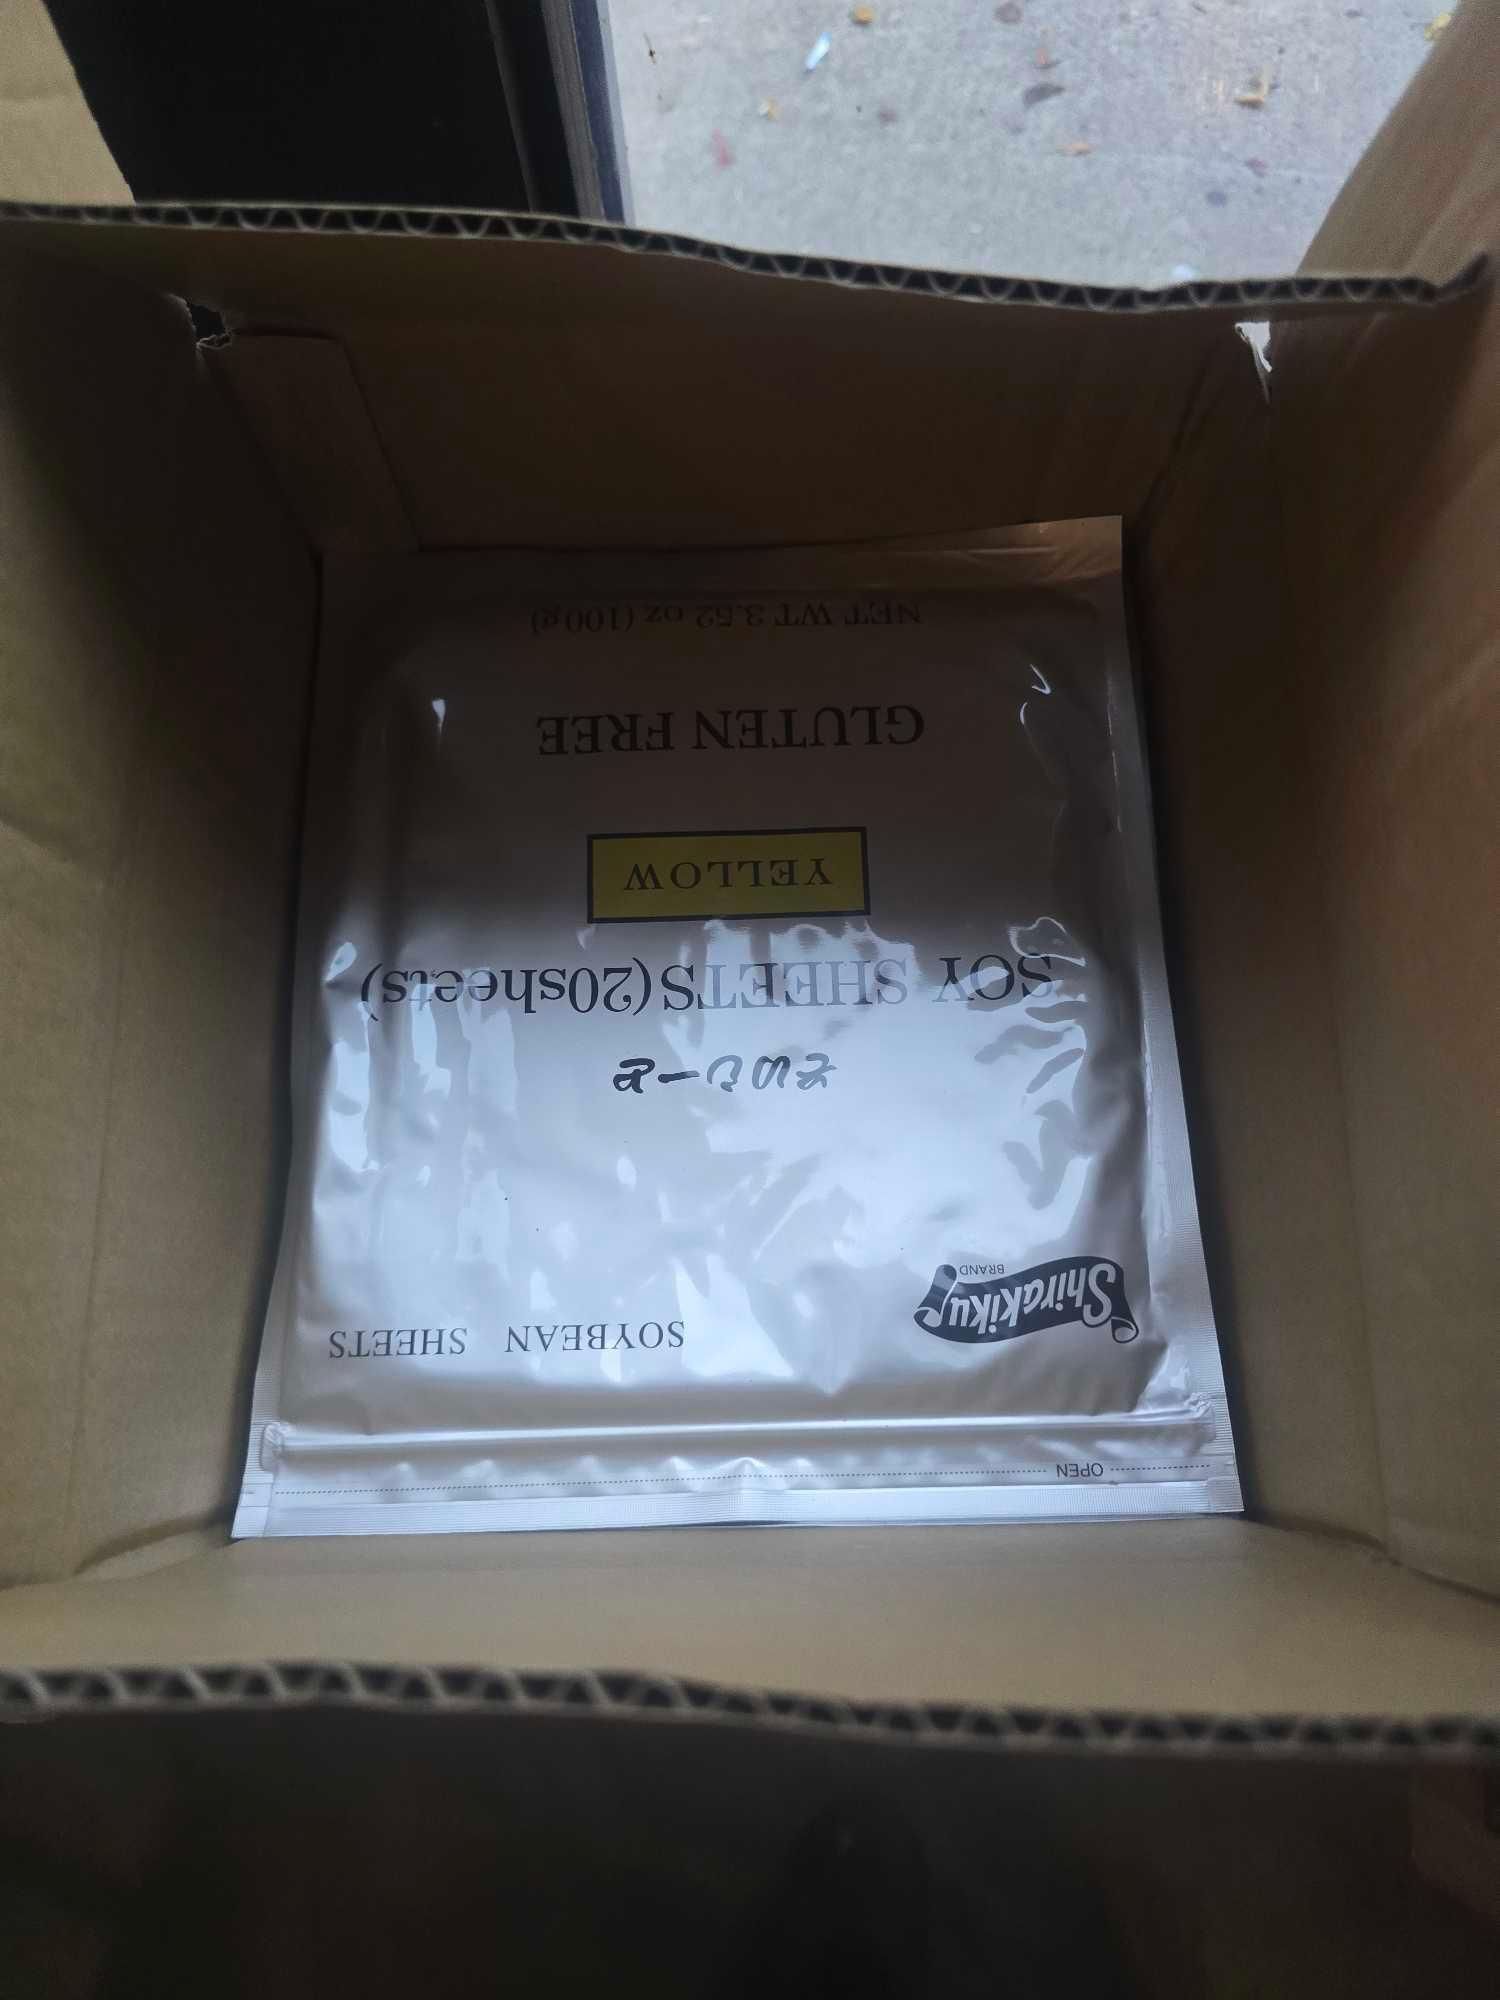 OPEN
Shirakiku
BRAND
SOYBEAN SHEETS
SOY SHEETS(20sheets)
YELLOW
GLUTEN FREE
NET WT 3.52 oz (100g)